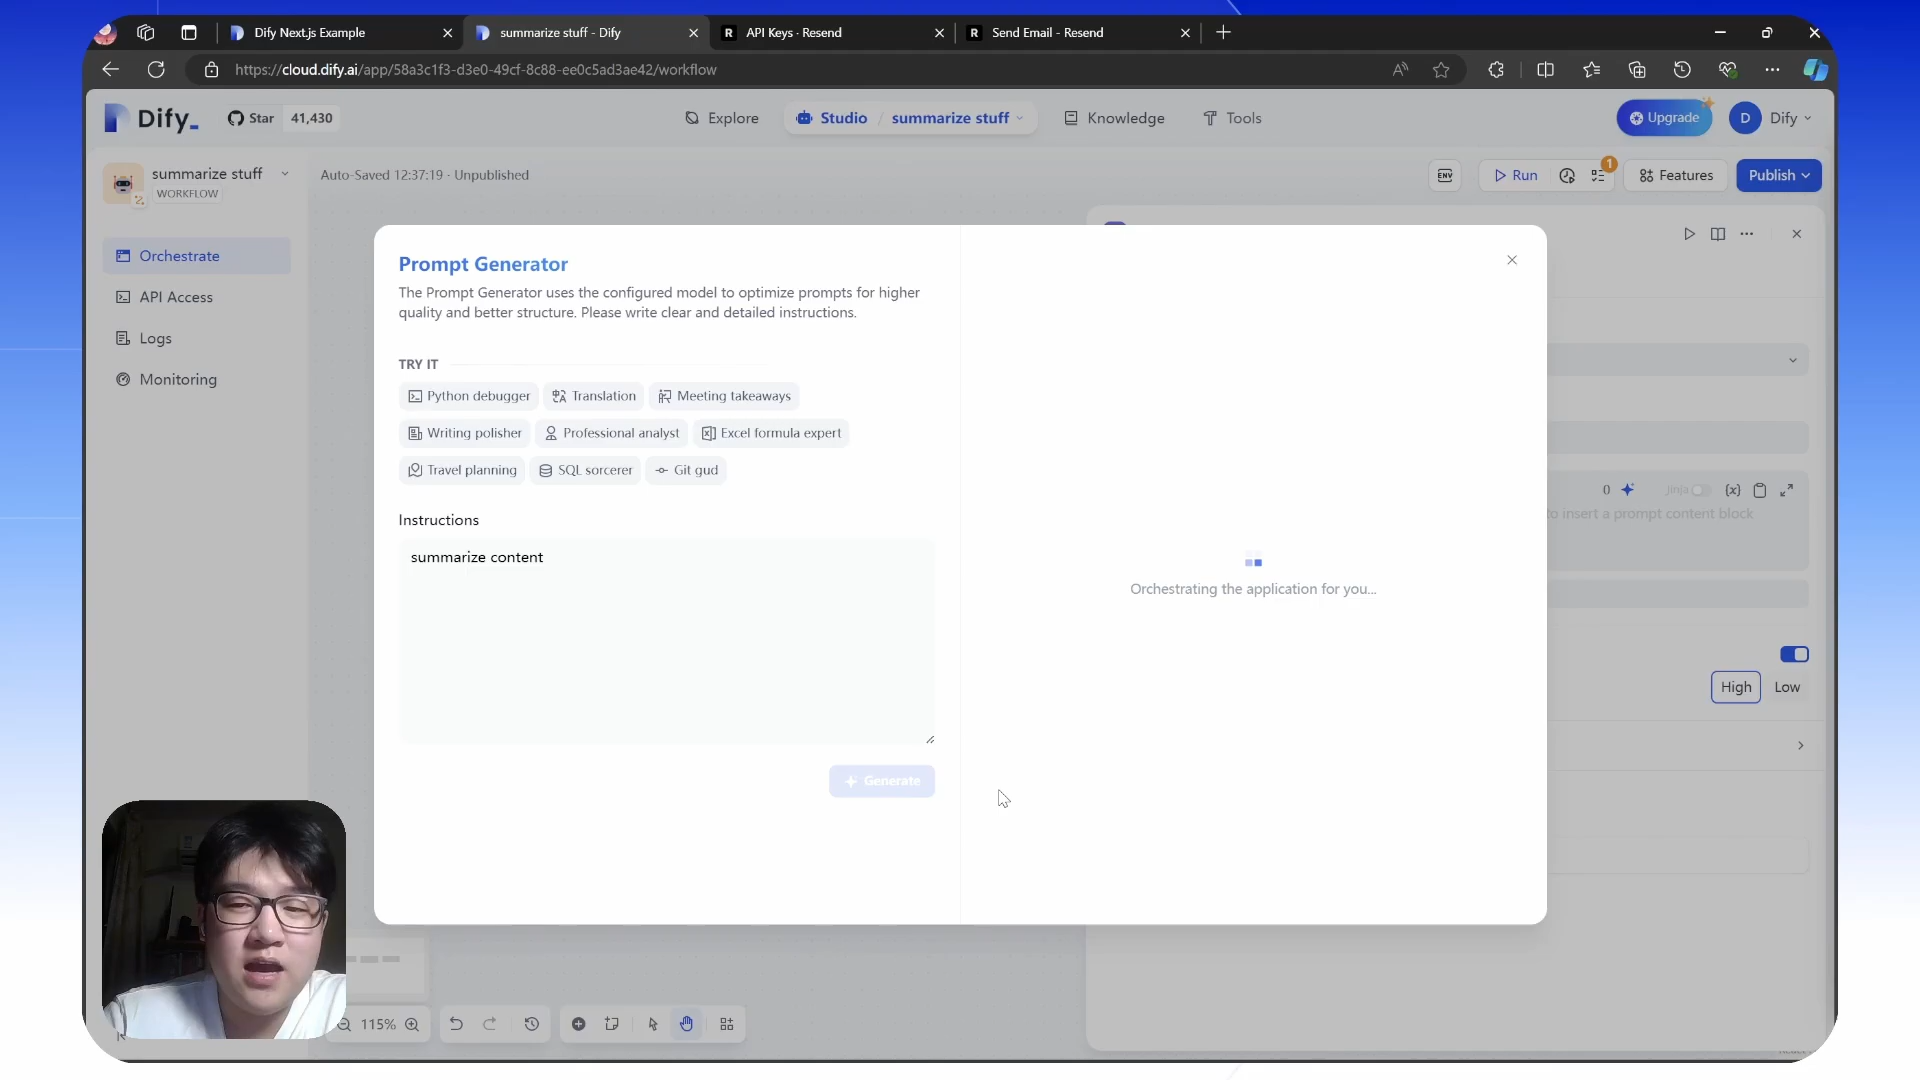 Dify Next.js Example
summarize stuff - Dify
R API Keys · Resend
R Send Email - Resend
https://cloud.dify.ai/app/58a3c1f3-d3e0-49cf-8c88-ee0c5ad3ae42/workflow
Dify_
Star 41,430
Explore
Studio / summarize stuff
Knowledge
Tools
Upgrade
D Dify
summarize stuff
WORKFLOW
Auto-Saved 12:37:19 · Unpublished
ENV
Run
1
Features
Publish
Orchestrate
API Access
Logs
Monitoring
Prompt Generator
The Prompt Generator uses the configured model to optimize prompts for higher
quality and better structure. Please write clear and detailed instructions.
TRY IT
Python debugger
Translation
Meeting takeaways
Writing polisher
Professional analyst
Excel formula expert
Travel planning
SQL sorcerer
Git gud
Instructions
summarize content
Generate
Orchestrating the application for you...
0
Jinja
{x}
to insert a prompt content block
High
Low
115%